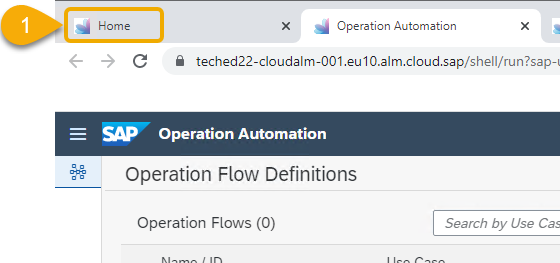 1
Home
Operation Automation
teched22-cloudalm-001.eu10.alm.cloud.sap/shell/run?sap-u
SAP Operation Automation
Operation Flow Definitions
Operation Flows (0)
Search by Use Cas
Name / ID
Use Case